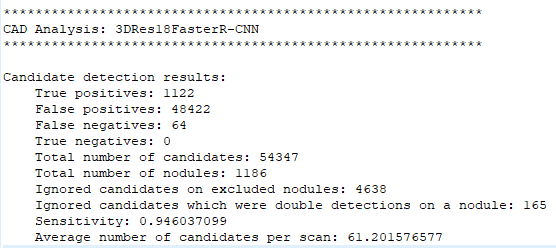 ************************************************************
CAD Analysis: 3DRes18FasterR-CNN
************************************************************
Candidate detection results:
True positives: 1122
False positives: 48422
False negatives: 64
True negatives: 0
Total number of candidates: 54347
Total number of nodules: 1186
Ignored candidates on excluded nodules: 4638
Ignored candidates which were double detections on a nodule: 165
Sensitivity: 0.946037099
Average number of candidates per scan: 61.201576577